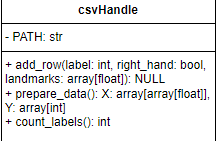 csvHandle
- PATH: str
+ add_row(label: int, right_hand: bool,
landmarks: array[float]): NULL
+ prepare_data(): X: array[array[float]],
Y: array[int]
+ count_labels(): int